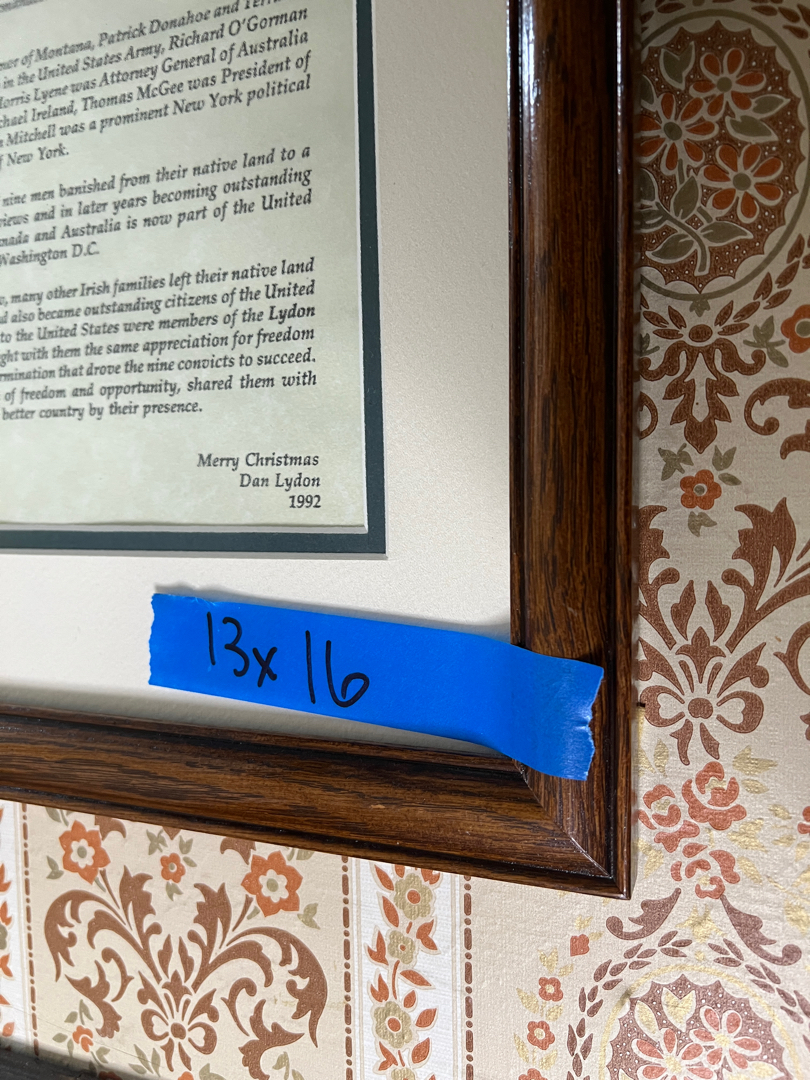 nor of Montana, Patrick Donahoe and
in the United States Army, Richard O'Gorman
Morris Lyene was Attorney General of Australia
chael Ireland, Thomas McGee was President of
n Mitchell was a prominent New York political
f New York.
nine men banished from their native land to a
views and in later years becoming outstanding
nada and Australia is now part of the United
Washington D.C.
, many other Irish families left their native land
d also became outstanding citizens of the United
to the United States were members of the Lydon
ght with them the same appreciation for freedom
rmination that drove the nine convicts to succeed.
of freedom and opportunity, shared them with
better country by their presence.
Merry Christmas
Dan Lydon
1992
13x 16